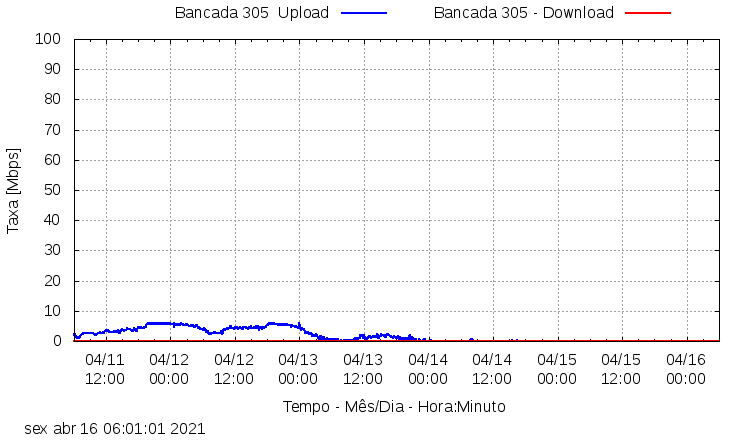 Bancada 305  Upload
Bancada 305 - Download
100
90
80
70
60
50
40
30
20
10
0
Taxa [Mbps]
04/11 04/12 04/12 04/13 04/13 04/14 04/14 04/15 04/15 04/16
12:00 00:00 12:00 00:00 12:00 00:00 12:00 00:00 12:00 00:00
Tempo - Mês/Dia - Hora:Minuto
sex abr 16 06:01:01 2021